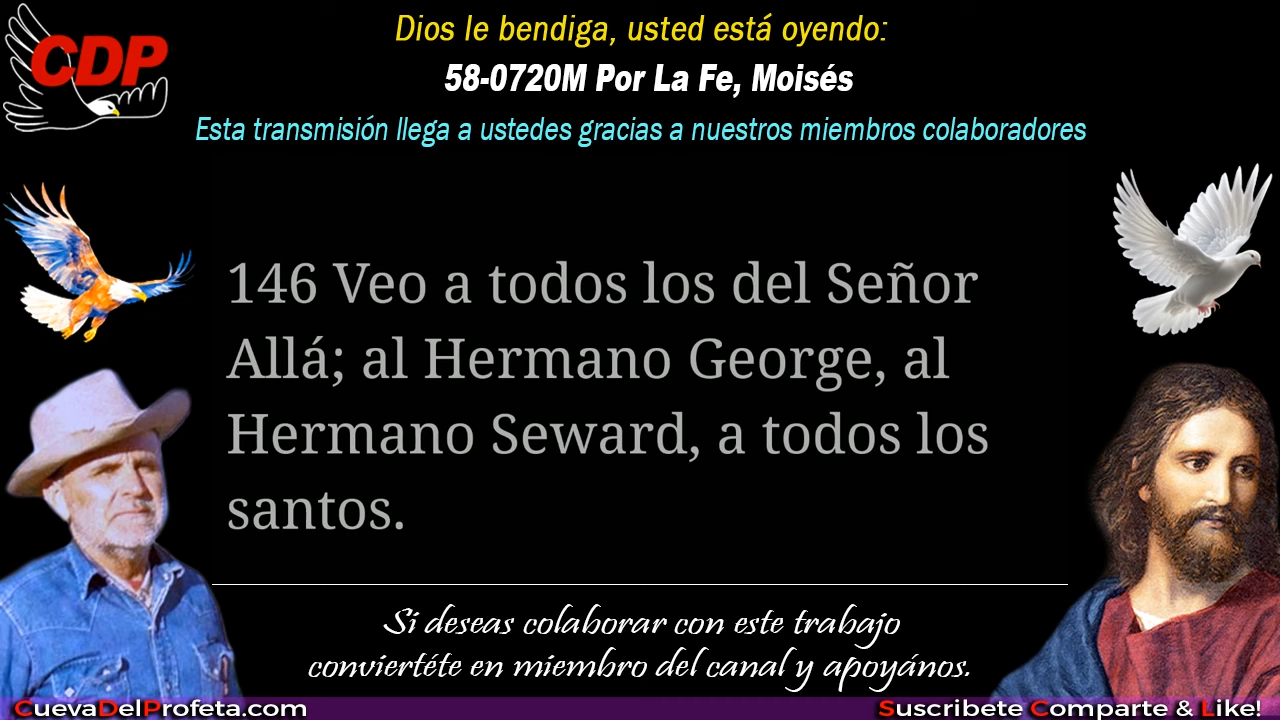 CDP
Dios le bendiga, usted está oyendo:
58-0720M Por La Fe, Moisés
Esta transmisión llega a ustedes gracias a nuestros miembros colaboradores
146 Veo a todos los del Señor
Allá; al Hermano George, al
Hermano Seward, a todos los
santos.
Si deseas colaborar con este trabajo
conviertéte en miembro del canal y apoyános.
CuevaDelProfeta.com
Suscribete Comparte & Like!